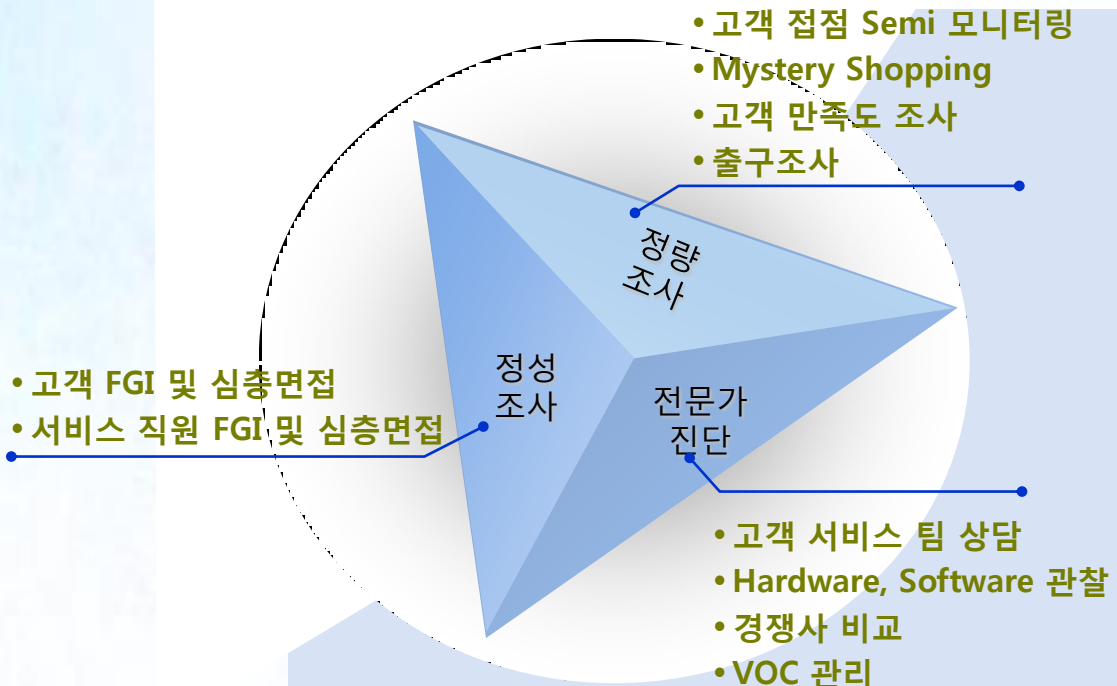 • 고객 접점 Semi 모니터링
• Mystery Shopping
• 고객 만족도 조사
• 출구조사
정량
조사
• 고객 FGI 및 심층면접
• 서비스 직원 FGI 및 심층면접
정성
조사
전문가
진단
• 고객 서비스 팀 상담
• Hardware, Software 관찰
• 경쟁사 비교
• VOC 관리